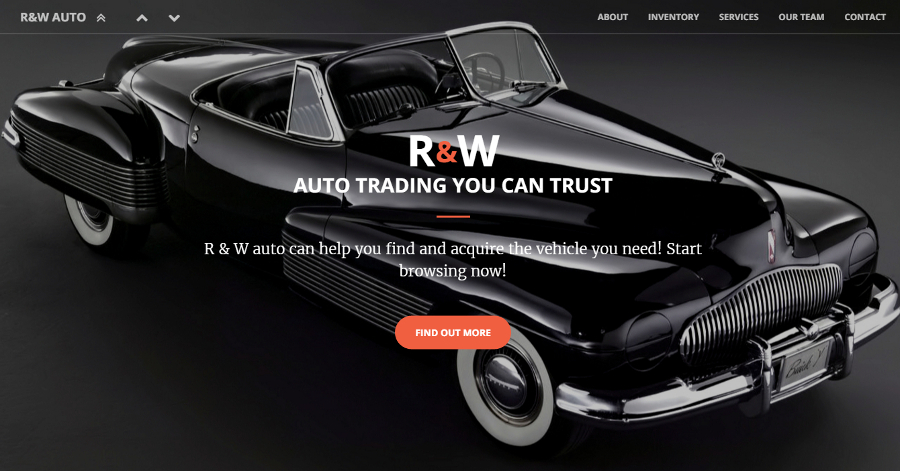 R&W AUTO
ABOUT INVENTORY SERVICES OUR TEAM CONTACT
R&W
AUTO TRADING YOU CAN TRUST
R & W auto can help you find and acquire the vehicle you need! Start
browsing now!
FIND OUT MORE
Buick Y